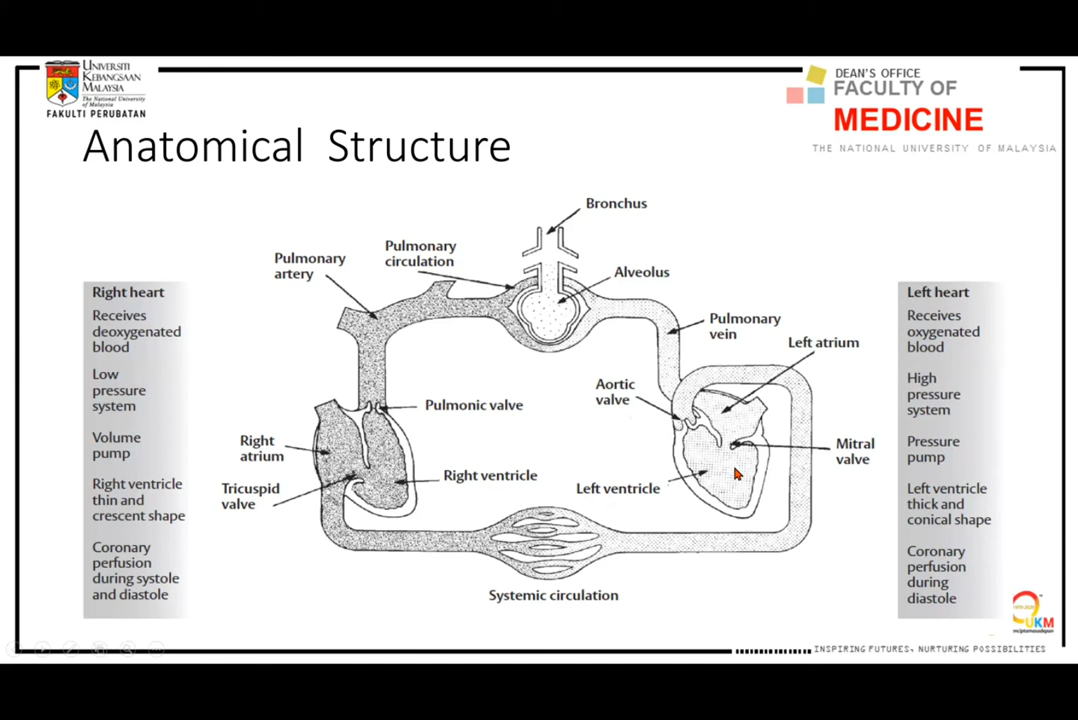 UNIVERSITI
KEBANGSAAN
MALAYSIA
The National University
of Malaysia
FAKULTI PERUBATAN
DEAN'S OFFICE
FACULTY OF
MEDICINE
THE NATIONAL UNIVERSITY OF MALAYSIA
Anatomical Structure
Bronchus
Pulmonary
circulation
Pulmonary
artery
Alveolus
Pulmonary
vein
Left atrium
Aortic
valve
Pulmonic valve
Mitral
valve
Right
atrium
Right ventricle
Left ventricle
Tricuspid
valve
Systemic circulation
Right heart
Receives
deoxygenated
blood
Low
pressure
system
Volume
pump
Right ventricle
thin and
crescent shape
Coronary
perfusion
during systole
and diastole
Left heart
Receives
oxygenated
blood
High
pressure
system
Pressure
pump
Left ventricle
thick and
conical shape
Coronary
perfusion
during
diastole
UKM
INSPIRING FUTURES, NURTURING POSSIBILITIES